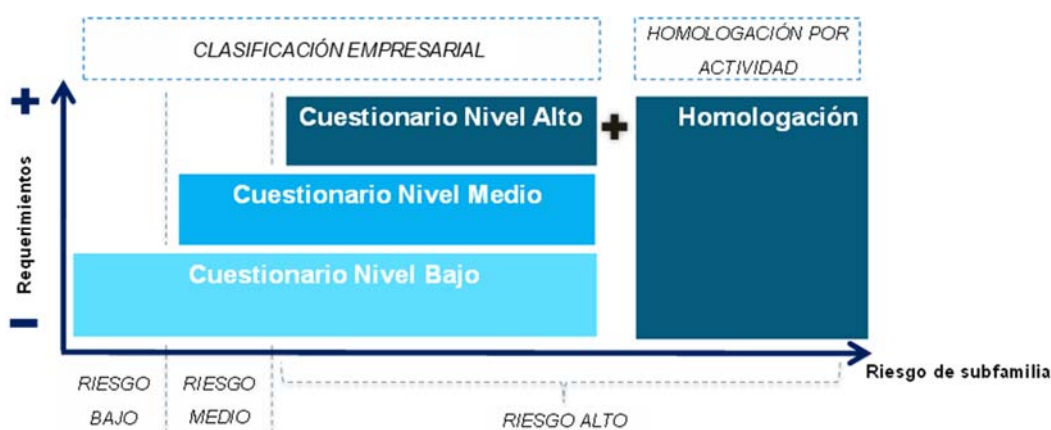 CLASIFICACIÓN EMPRESARIAL
HOMOLOGACIÓN POR
ACTIVIDAD
+
Requerimientos
–
Cuestionario Nivel Alto
+
Homologación
Cuestionario Nivel Medio
Cuestionario Nivel Bajo
Riesgo de subfamilia
RIESGO
BAJO
RIESGO
MEDIO
RIESGO ALTO